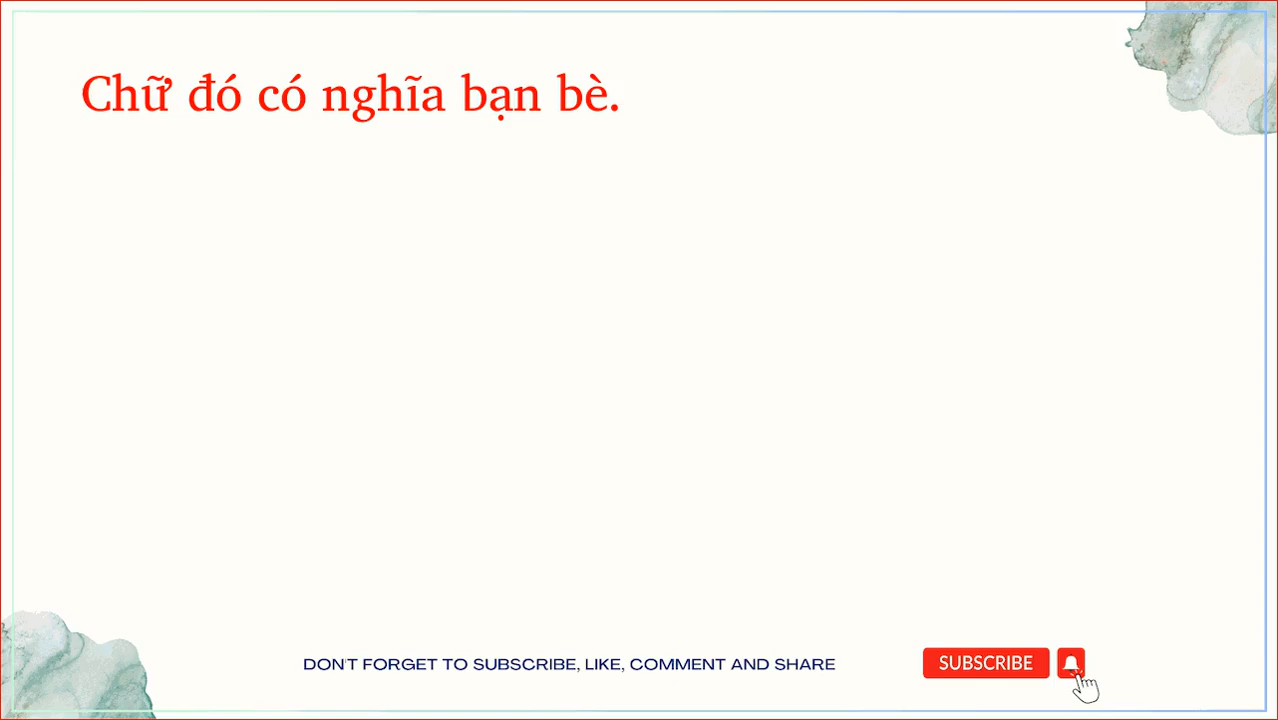 Chữ đó có nghĩa bạn bè.
DON'T FORGET TO SUBSCRIBE, LIKE, COMMENT AND SHARE
SUBSCRIBE